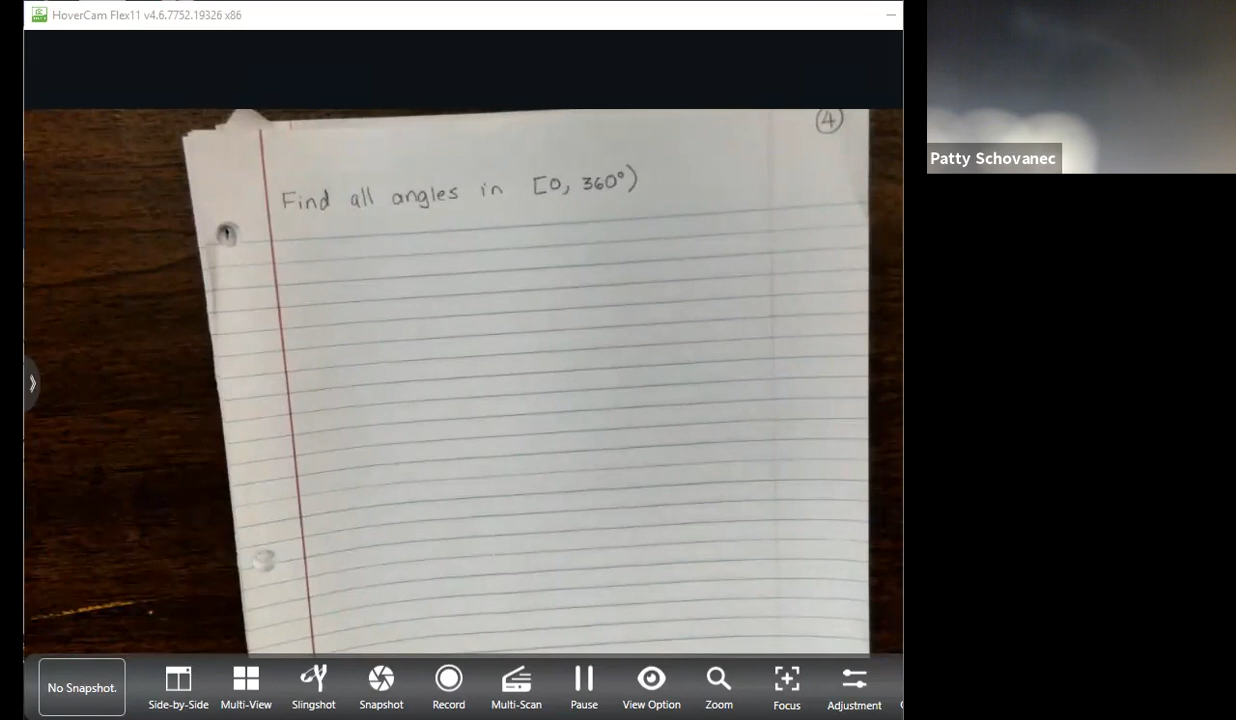 HoverCam Flex11 v4.6.7752.19326 x86
4
Find all angles in [0, 360°)
Patty Schovanec
No Snapshot.
Side-by-Side
Multi-View
Slingshot
Snapshot
Record
Multi-Scan
Pause
View Option
Zoom
Focus
Adjustment